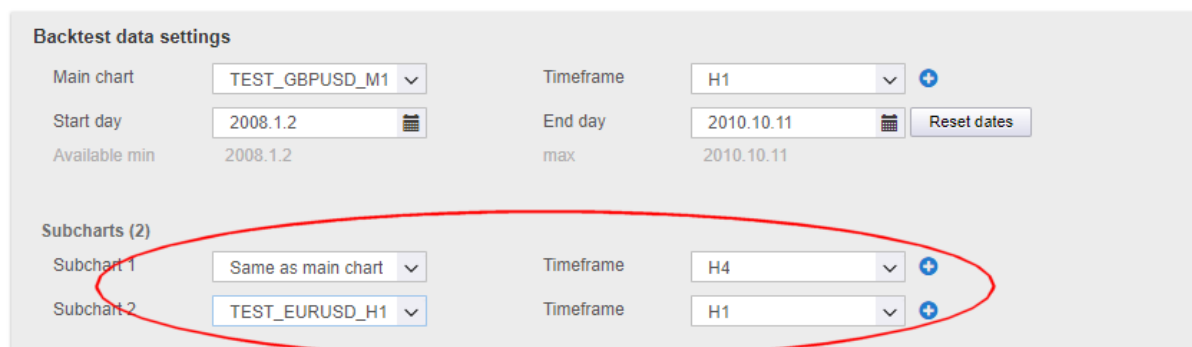 Backtest data settings
Main chart TEST_GBPUSD_M1 Timeframe H1
Start day 2008.1.2 End day 2010.10.11 Reset dates
Available min 2008.1.2 max 2010.10.11
Subcharts (2)
Subchart 1 Same as main chart Timeframe H4
Subchart 2 TEST_EURUSD_H1 Timeframe H1